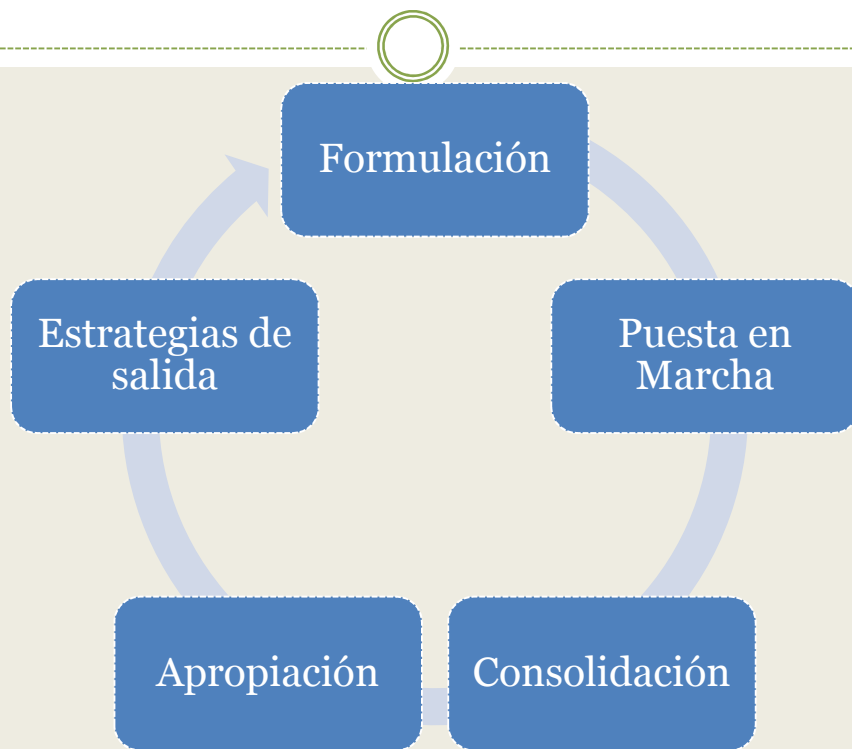 Formulación
Puesta en
Marcha
Consolidación
Apropiación
Estrategias de
salida